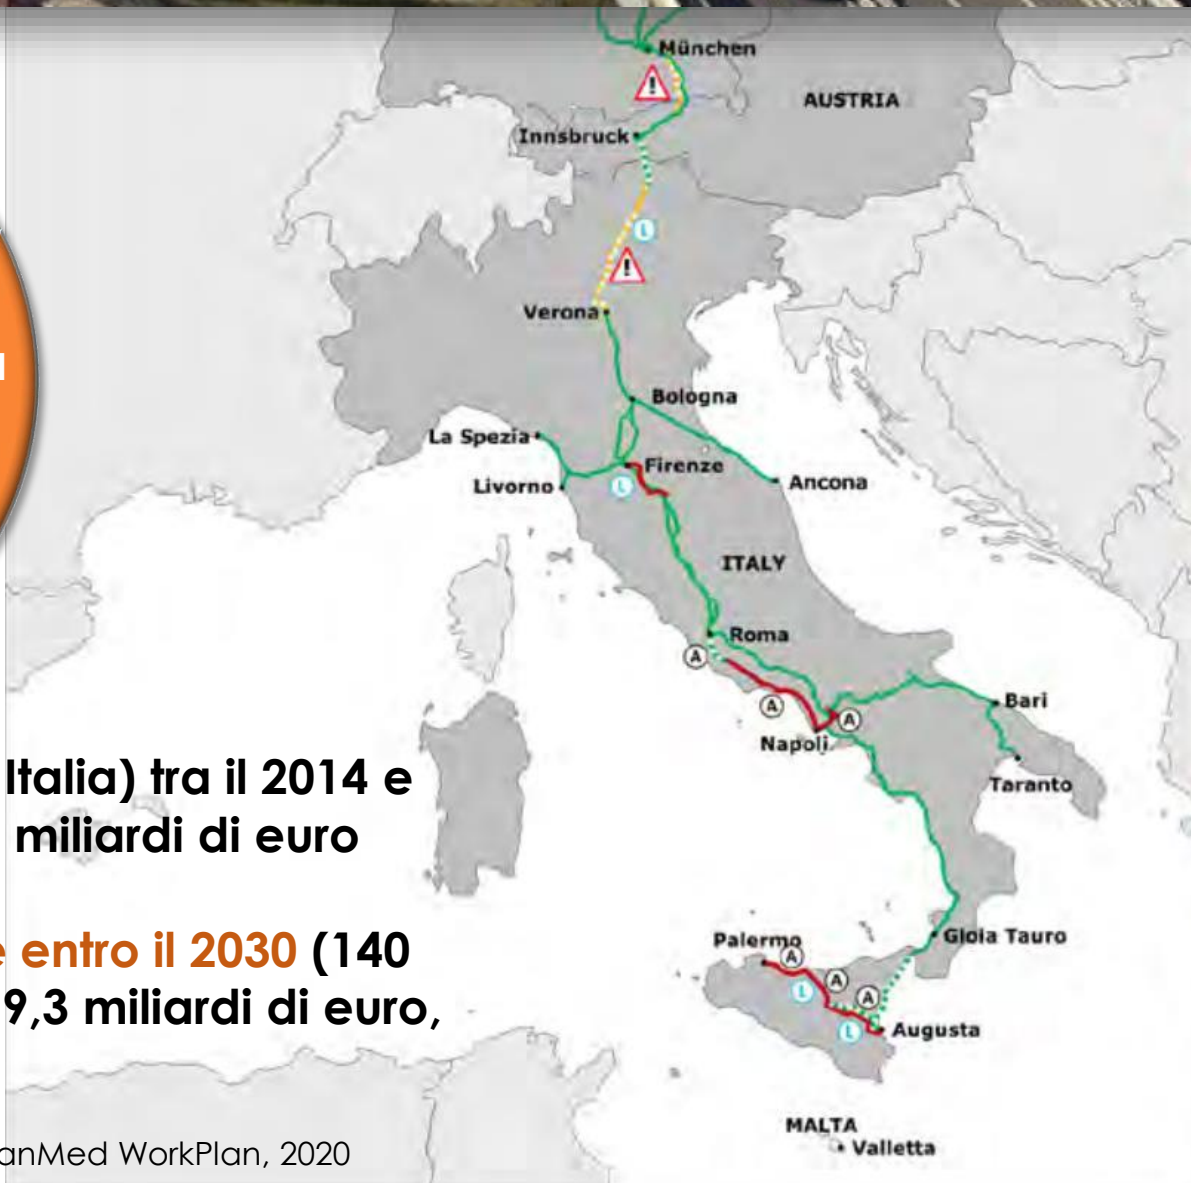 München
!
AUSTRIA
Innsbruck
L
!
Verona
Bologna
La Spezia
Firenze
Livorno
L
Ancona
ITALY
Roma
A
A
A
Bari
Napoli
Taranto
Italia) tra il 2014 e
miliardi di euro
e entro il 2030 (140
9,3 miliardi di euro,
Palermo
A
Gioia Tauro
L
A
A
L
Augusta
MALTA
Valletta
anMed WorkPlan, 2020